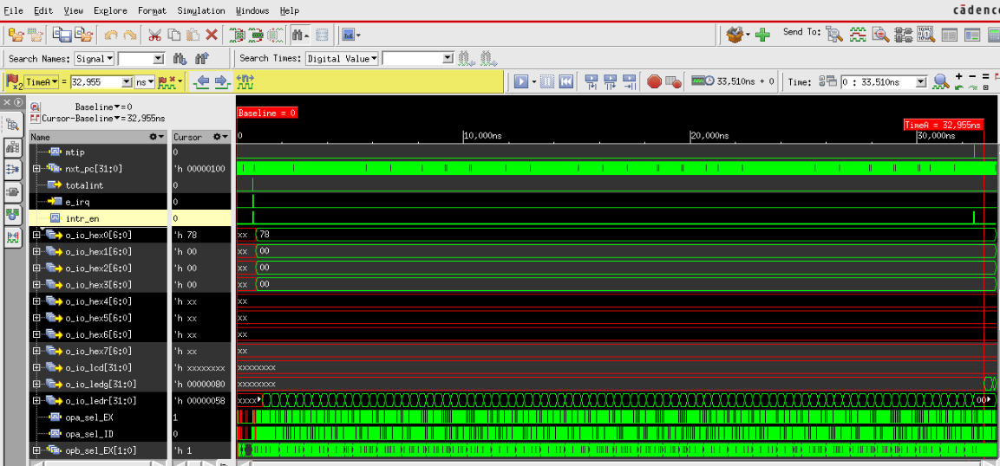 File Edit View Explore Format Simulation Windows Help cādence
Send To:
Search Names: Signal Search Times: Digital Value
x2 TimeA = 32,955 ns 33,510ns + 0 Time: 0 : 33,510ns
Baseline = 0
Cursor-Baseline = 32,955ns
Baseline = 0
TimeA = 32,955ns
Name Cursor 0 10,000ns 20,000ns 30,000ns
mtip 0
nxt_pc[31:0] 'h 00000100
totalint 0
e_irq 0
intr_en 0
o_io_hex0[6:0] 'h 78 xx 78
o_io_hex1[6:0] 'h 00 xx 00
o_io_hex2[6:0] 'h 00 xx 00
o_io_hex3[6:0] 'h 00 xx 00
o_io_hex4[6:0] 'h xx xx
o_io_hex5[6:0] 'h xx xx
o_io_hex6[6:0] 'h xx xx
o_io_hex7[6:0] 'h xx xx
o_io_lcd[31:0] 'h xxxxxxxx xxxxxxxx
o_io_ledg[31:0] 'h 00000080 xxxxxxxx
o_io_ledr[31:0] 'h 00000058 xxxx 00
opa_sel_EX 1
opa_sel_ID 0
opb_sel_EX[1:0] 'h 1